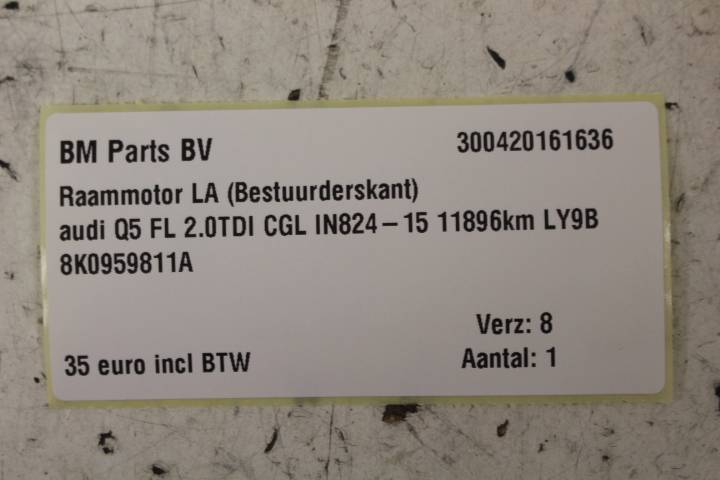 BM Parts BV 300420161636
Raammotor LA (Bestuurderskant)
audi Q5 FL 2.0TDI CGL IN824-15 11896km LY9B
8K0959811A
Verz: 8
35 euro incl BTW Aantal: 1